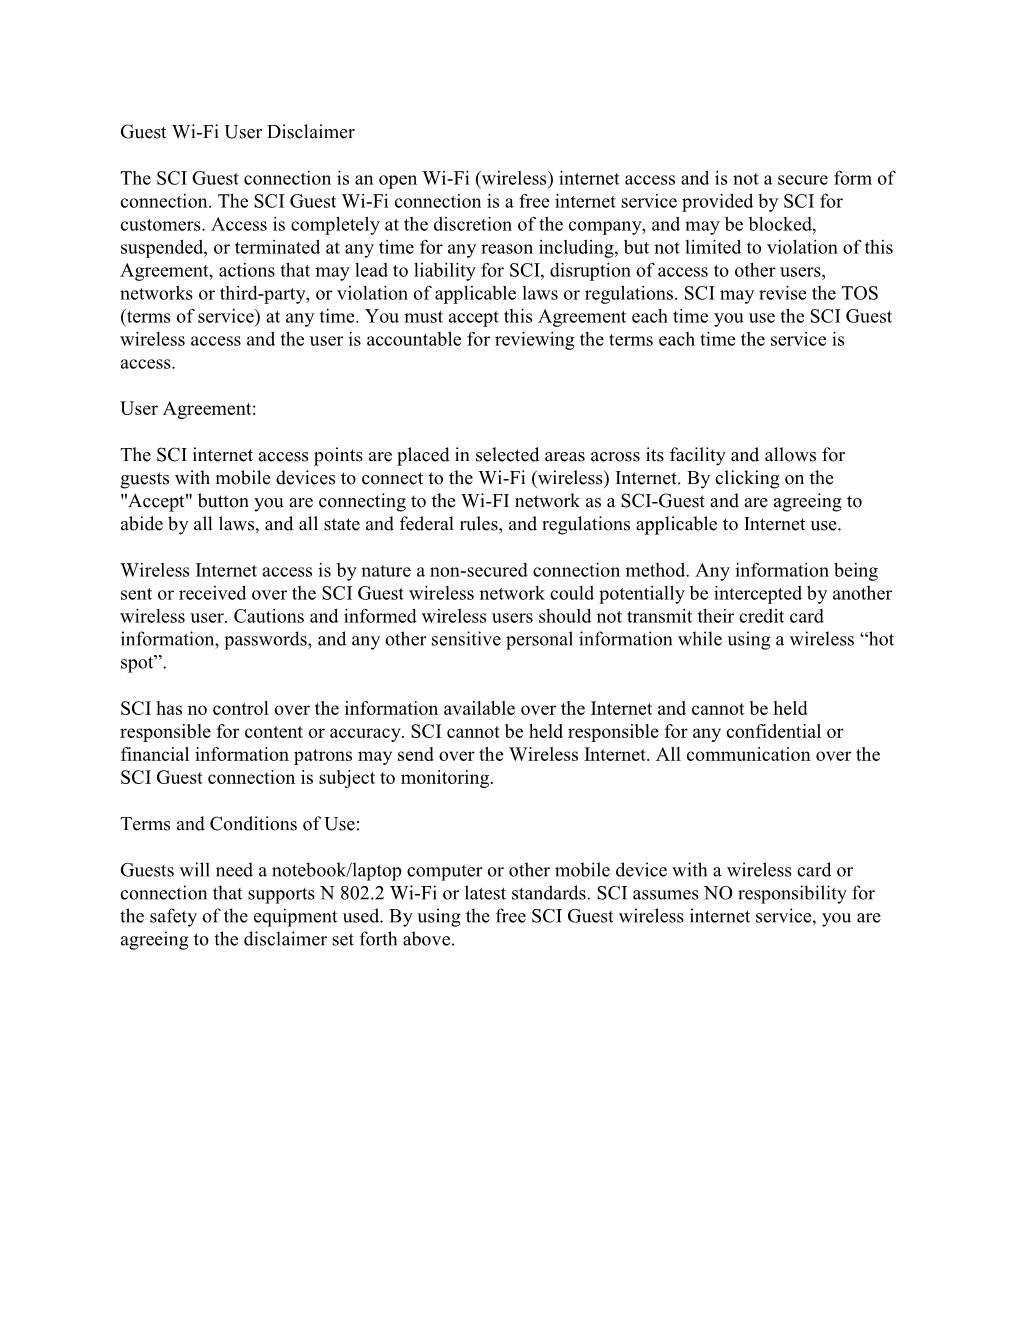 Guest Wi-Fi User Disclaimer
The SCI Guest connection is an open Wi-Fi (wireless) internet access and is not a secure form of
connection. The SCI Guest Wi-Fi connection is a free internet service provided by SCI for
customers. Access is completely at the discretion of the company, and may be blocked,
suspended, or terminated at any time for any reason including, but not limited to violation of this
Agreement, actions that may lead to liability for SCI, disruption of access to other users,
networks or third-party, or violation of applicable laws or regulations. SCI may revise the TOS
(terms of service) at any time. You must accept this Agreement each time you use the SCI Guest
wireless access and the user is accountable for reviewing the terms each time the service is
access.
User Agreement:
The SCI internet access points are placed in selected areas across its facility and allows for
guests with mobile devices to connect to the Wi-Fi (wireless) Internet. By clicking on the
"Accept" button you are connecting to the Wi-FI network as a SCI-Guest and are agreeing to
abide by all laws, and all state and federal rules, and regulations applicable to Internet use.
Wireless Internet access is by nature a non-secured connection method. Any information being
sent or received over the SCI Guest wireless network could potentially be intercepted by another
wireless user. Cautions and informed wireless users should not transmit their credit card
information, passwords, and any other sensitive personal information while using a wireless “hot
spot”.
SCI has no control over the information available over the Internet and cannot be held
responsible for content or accuracy. SCI cannot be held responsible for any confidential or
financial information patrons may send over the Wireless Internet. All communication over the
SCI Guest connection is subject to monitoring.
Terms and Conditions of Use:
Guests will need a notebook/laptop computer or other mobile device with a wireless card or
connection that supports N 802.2 Wi-Fi or latest standards. SCI assumes NO responsibility for
the safety of the equipment used. By using the free SCI Guest wireless internet service, you are
agreeing to the disclaimer set forth above.